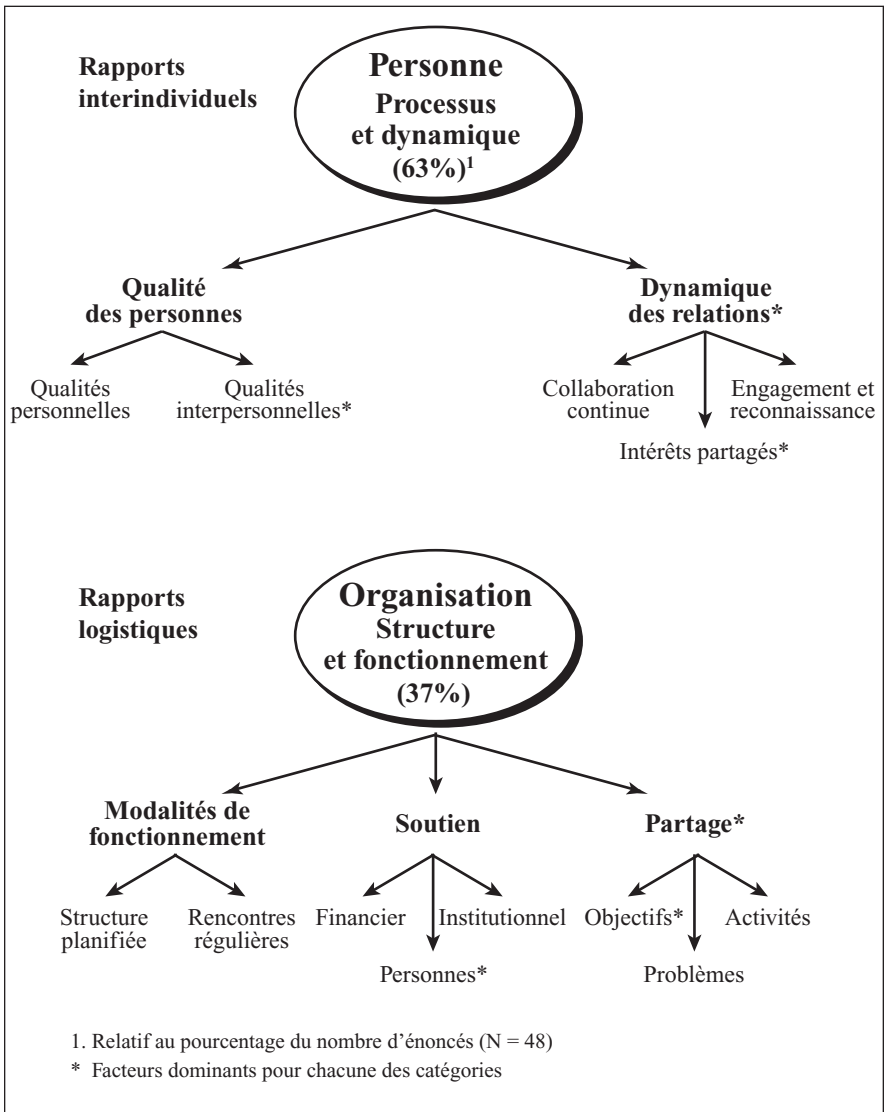 Rapports
interindividuels
Personne
Processus
et dynamique
(63%)¹
Qualité
des personnes
Dynamique
des relations*
Qualités
personnelles
Qualités
interpersonnelles*
Collaboration
continue
Engagement et
reconnaissance
Intérêts partagés*
Rapports
logistiques
Organisation
Structure
et fonctionnement
(37%)
Modalités de
fonctionnement
Soutien
Partage*
Structure
planifiée
Rencontres
régulières
Financier
Institutionnel
Personnes*
Objectifs*
Activités
Problèmes
1. Relatif au pourcentage du nombre d'énoncés (N = 48)
* Facteurs dominants pour chacune des catégories